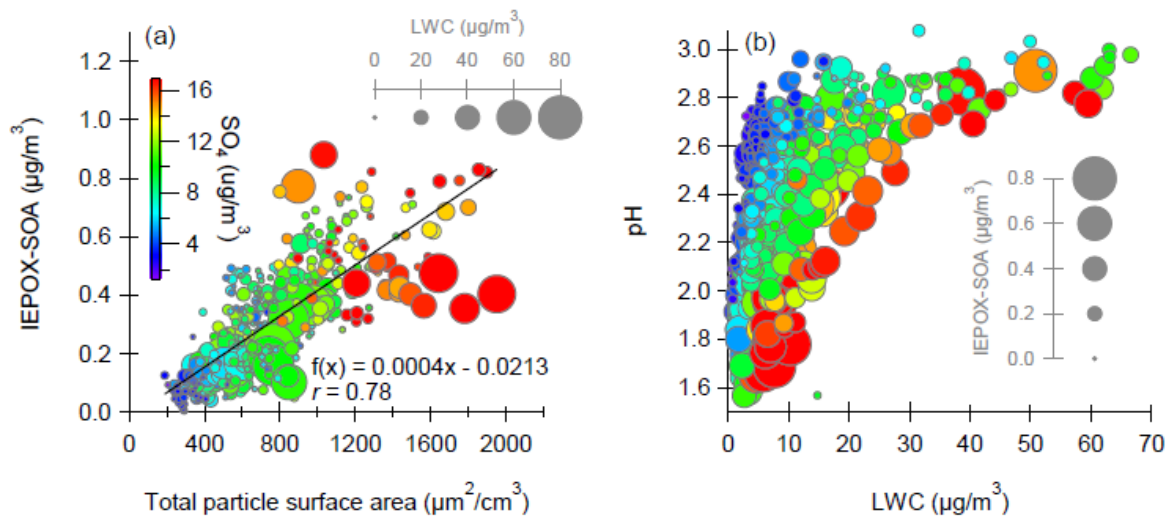 (a)
LWC (µg/m³)
0 20 40 60 80
IEPOX-SOA (µg/m³)
1.2
1.0
0.8
0.6
0.4
0.2
0.0
SO₄ (µg/m³)
16
12
8
4
f(x) = 0.0004x - 0.0213
r = 0.78
0 400 800 1200 1600 2000
Total particle surface area (µm²/cm³)
(b)
pH
3.0
2.8
2.6
2.4
2.2
2.0
1.8
1.6
IEPOX-SOA (µg/m³)
0.8
0.6
0.4
0.2
0.0
0 10 20 30 40 50 60 70
LWC (µg/m³)